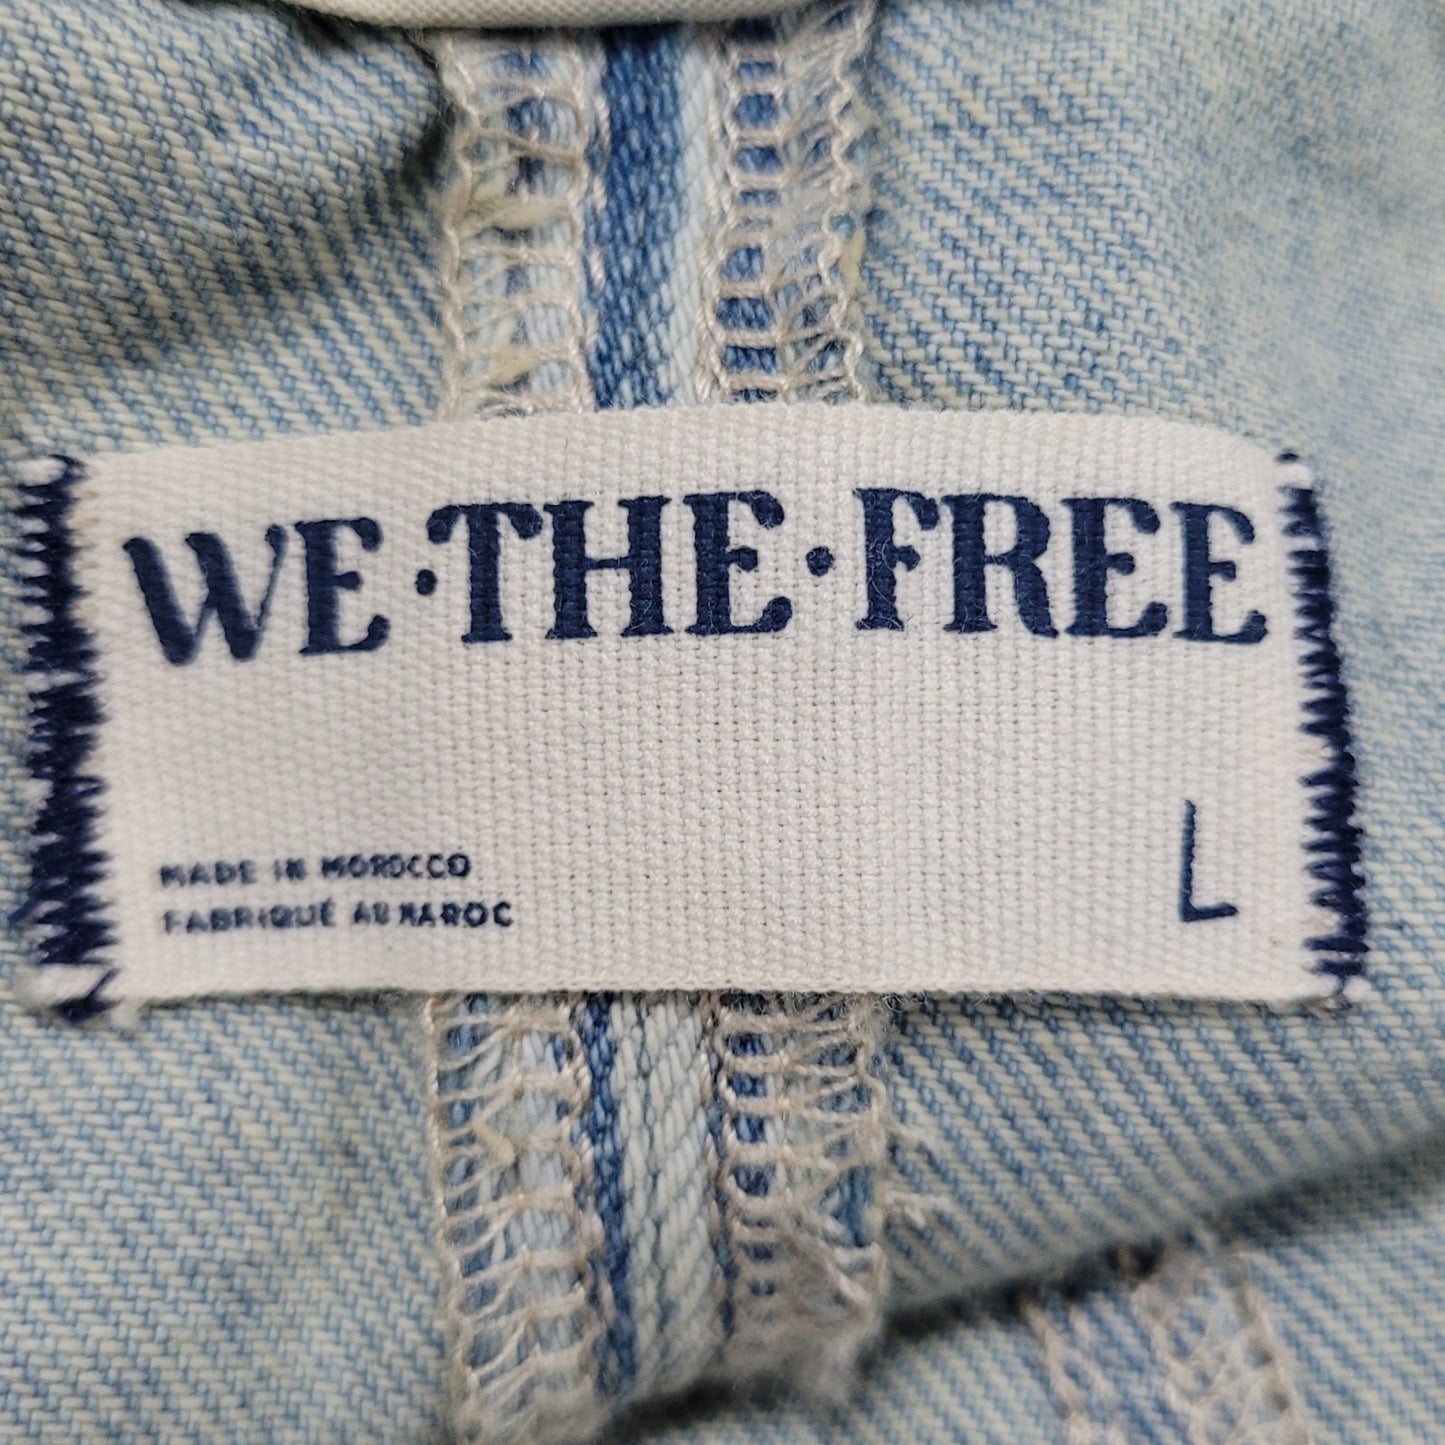 WE·THE·FREE
MADE IN MOROCCO
FABRIQUÉ AU MAROC
L